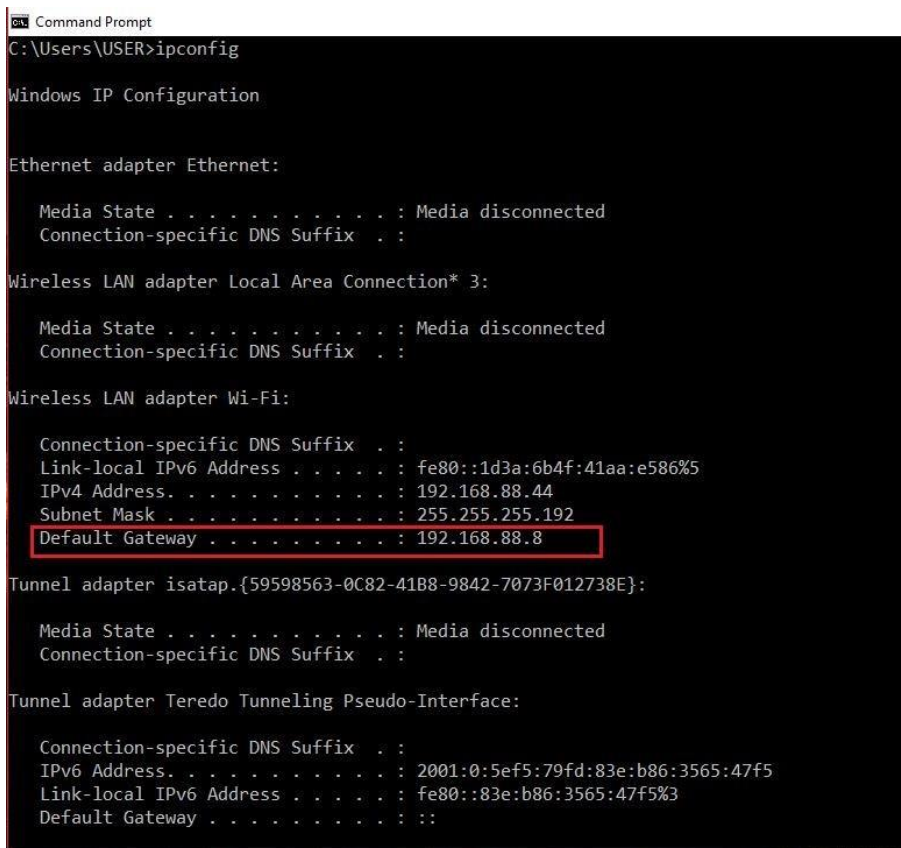 Command Prompt
C:\Users\USER>ipconfig
Windows IP Configuration
Ethernet adapter Ethernet:
Media State . . . . . . . . . . . : Media disconnected
Connection-specific DNS Suffix  . :
Wireless LAN adapter Local Area Connection* 3:
Media State . . . . . . . . . . . : Media disconnected
Connection-specific DNS Suffix  . :
Wireless LAN adapter Wi-Fi:
Connection-specific DNS Suffix  . :
Link-local IPv6 Address . . . . . : fe80::1d3a:6b4f:41aa:e586%5
IPv4 Address. . . . . . . . . . . : 192.168.88.44
Subnet Mask . . . . . . . . . . . : 255.255.255.192
Default Gateway . . . . . . . . . : 192.168.88.8
Tunnel adapter isatap.{59598563-0C82-41B8-9842-7073F012738E}:
Media State . . . . . . . . . . . : Media disconnected
Connection-specific DNS Suffix  . :
Tunnel adapter Teredo Tunneling Pseudo-Interface:
Connection-specific DNS Suffix  . :
IPv6 Address. . . . . . . . . . . : 2001:0:5ef5:79fd:83e:b86:3565:47f5
Link-local IPv6 Address . . . . . : fe80::83e:b86:3565:47f5%3
Default Gateway . . . . . . . . . : ::